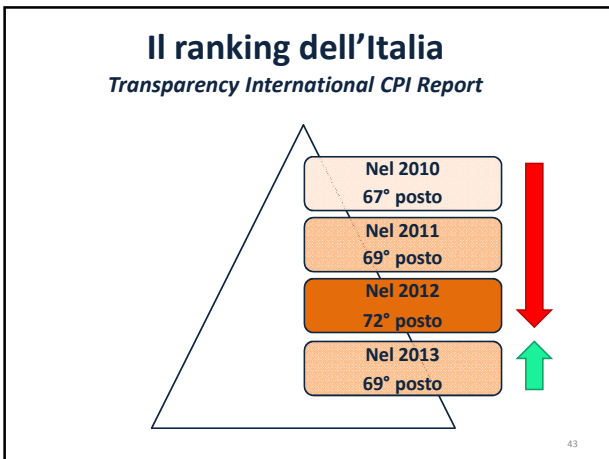 Il ranking dell’Italia
Transparency International CPI Report
Nel 2010
67° posto
Nel 2011
69° posto
Nel 2012
72° posto
Nel 2013
69° posto
43